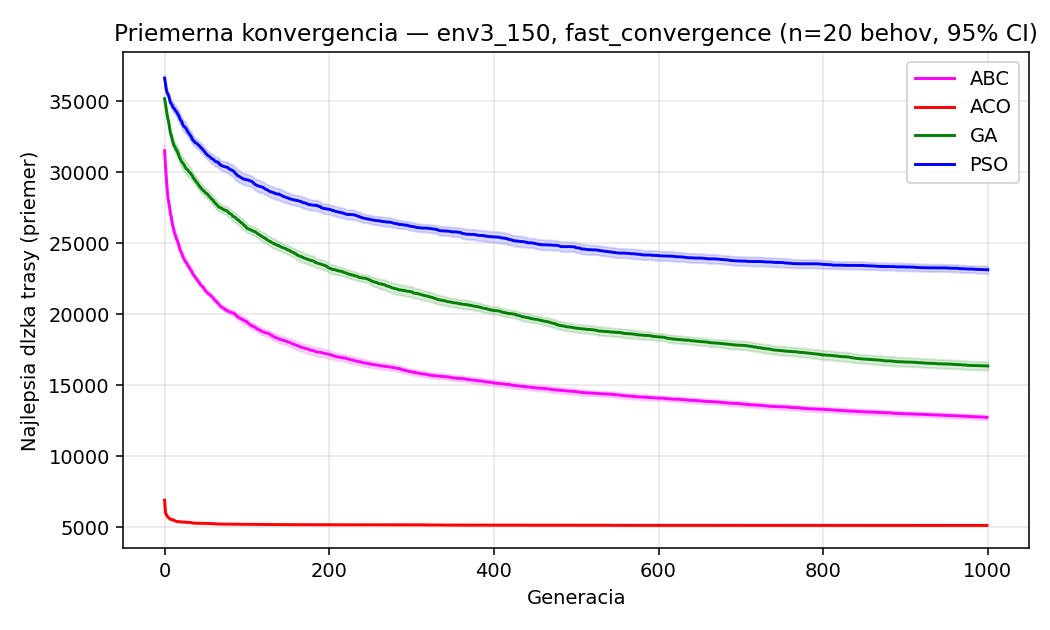 Priemerna konvergencia — env3_150, fast_convergence (n=20 behov, 95% CI)
ABC
ACO
GA
PSO
Najlepsia dlzka trasy (priemer)
35000
30000
25000
20000
15000
10000
5000
0 200 400 600 800 1000
Generacia